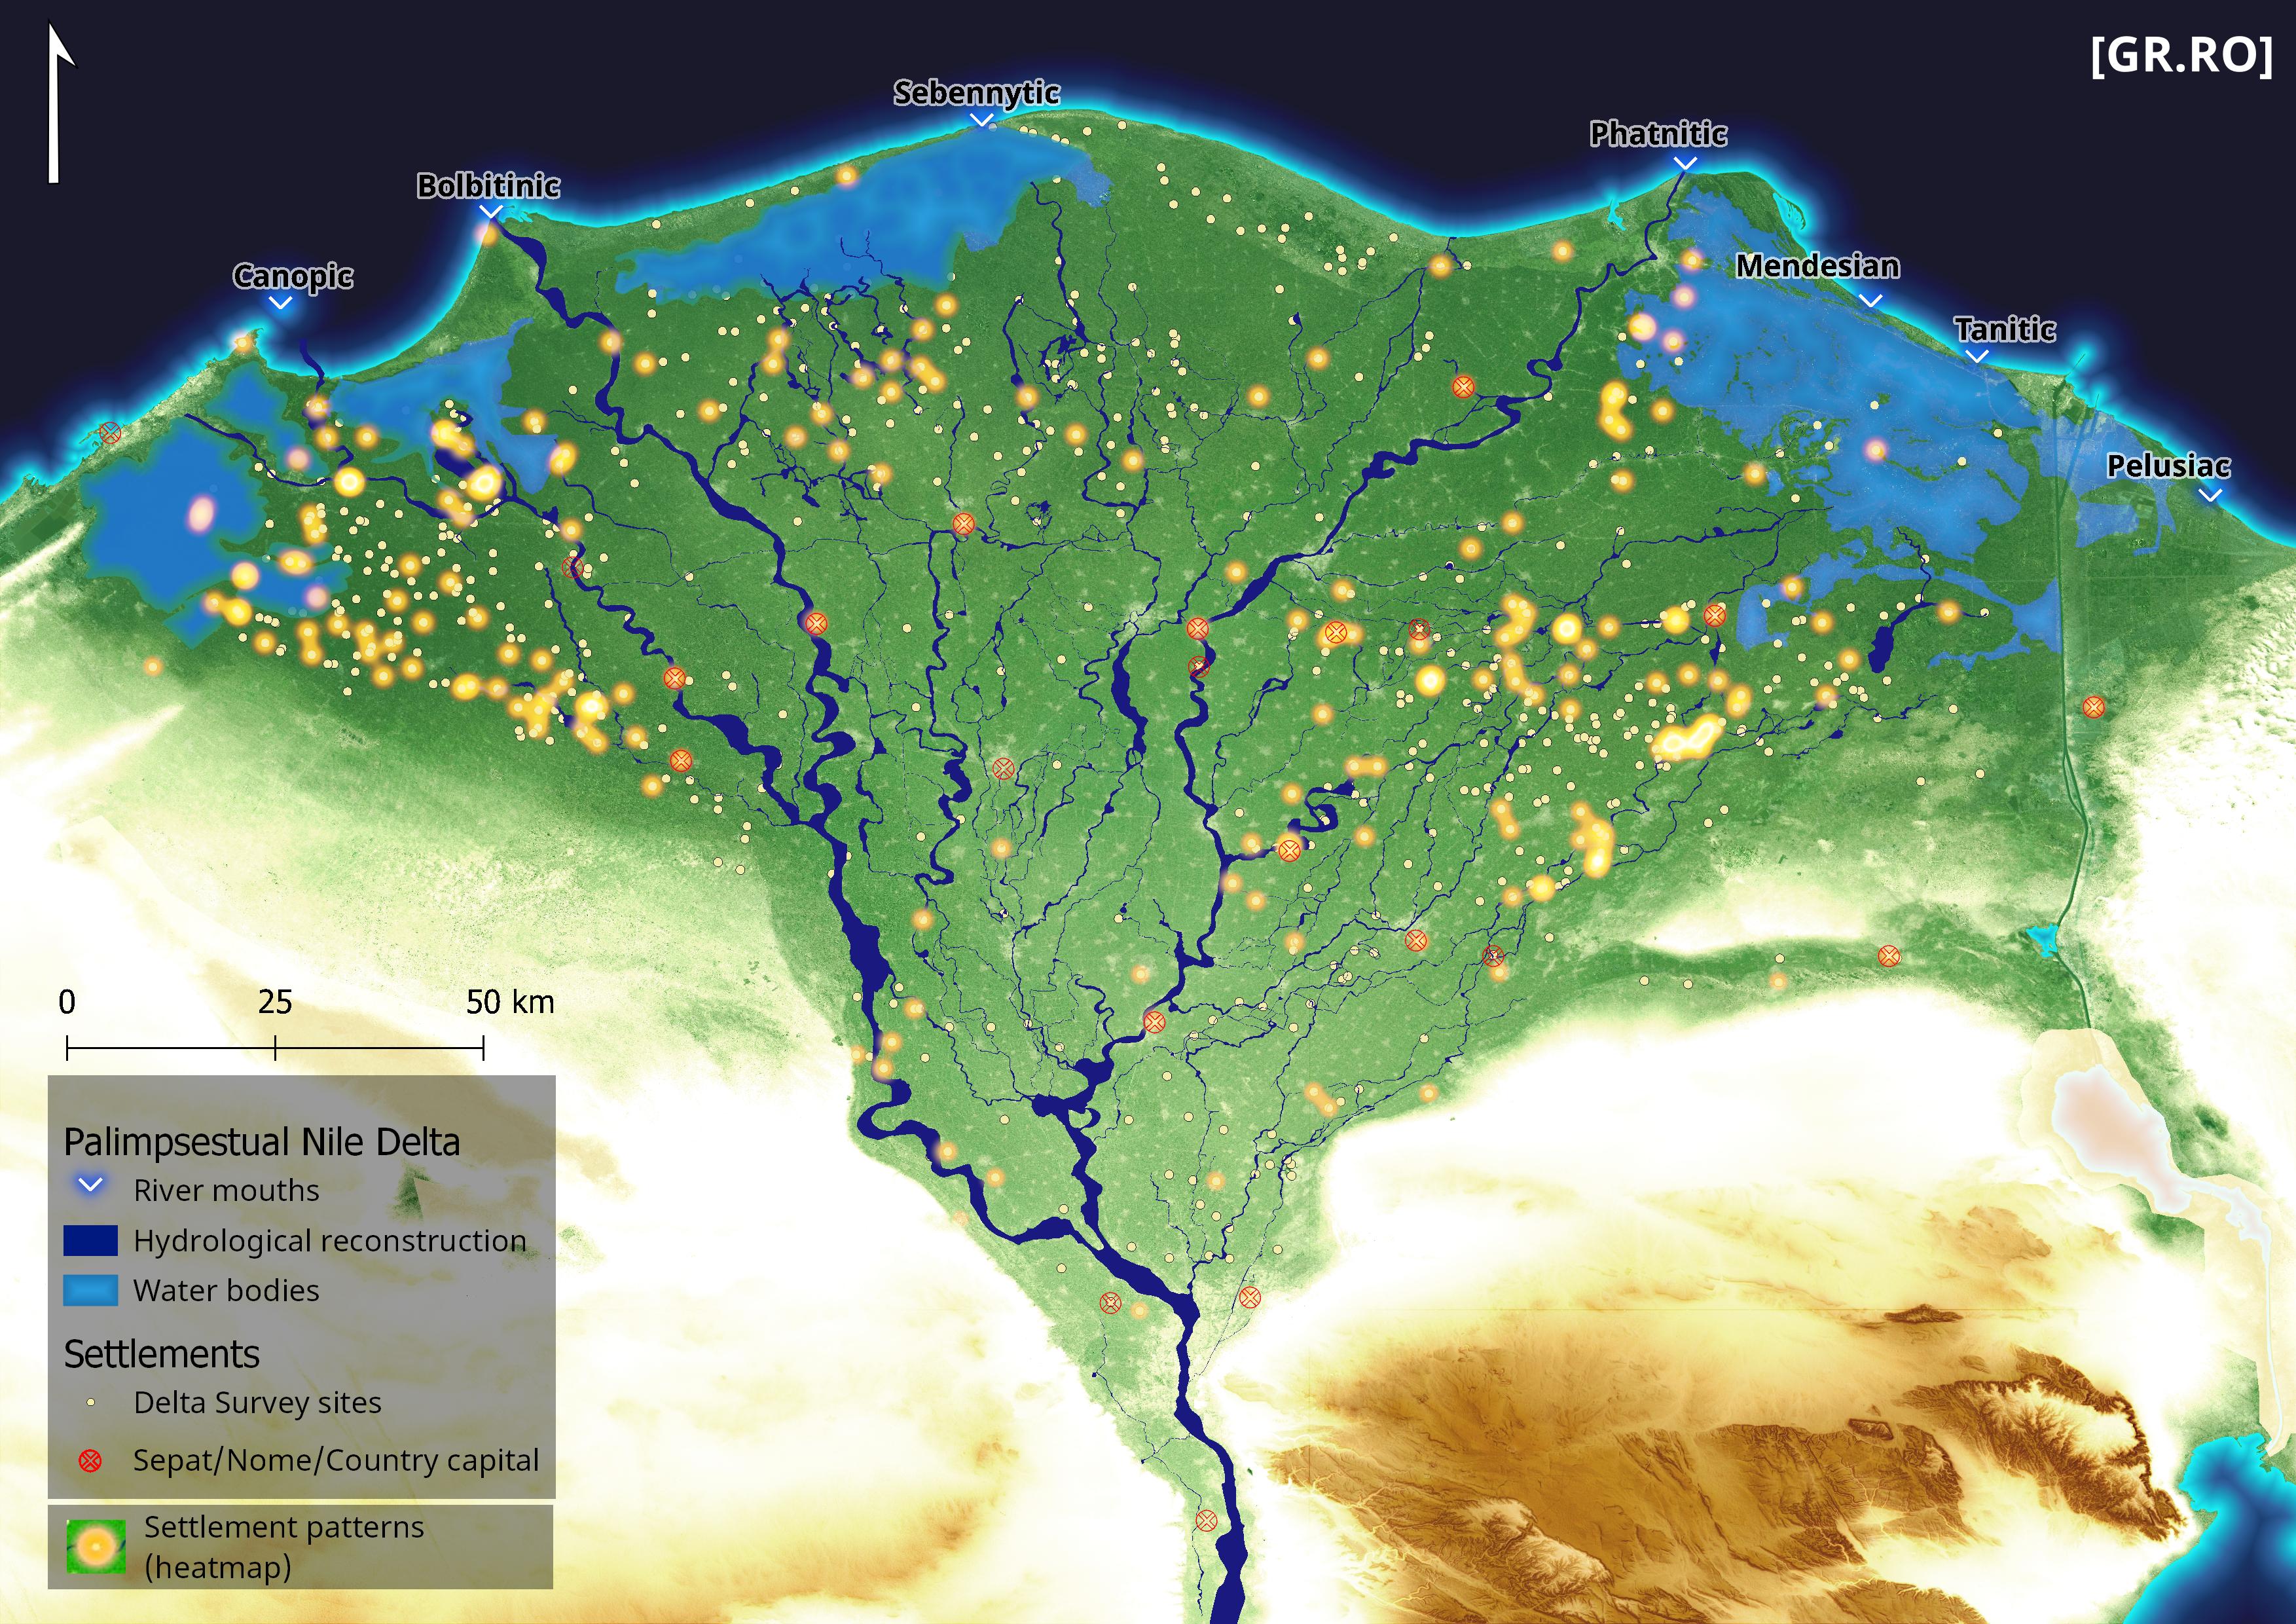 [GR.RO]
Sebennytic
Phatnitic
Bolbitinic
Mendesian
Canopic
Tanitic
Pelusiac
0 25 50 km
Palimpsestual Nile Delta
River mouths
Hydrological reconstruction
Water bodies
Settlements
Delta Survey sites
Sepat/Nome/Country capital
Settlement patterns
(heatmap)